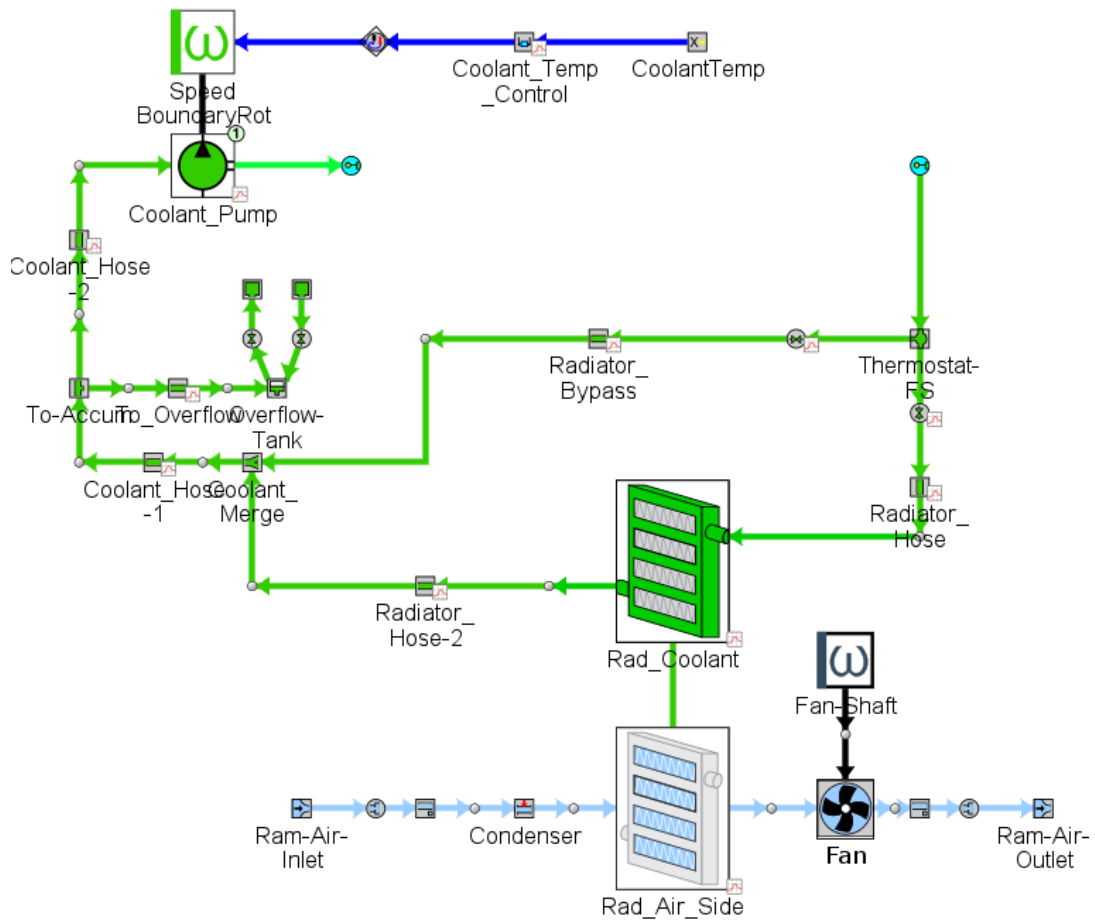 ω
Speed
BoundaryRot
Coolant_Temp
_Control
X
CoolantTemp
1
Coolant_Pump
Coolant_Hose
-2
To-Accum.
To_Overflow
Overflow-
Tank
Radiator_
Bypass
Thermostat-
FS
Coolant_Hose
-1
Coolant_
Merge
Radiator_
Hose
Radiator_
Hose-2
Rad_Coolant
ω
Fan-Shaft
Ram-Air-
Inlet
Condenser
Rad_Air_Side
Fan
Ram-Air-
Outlet